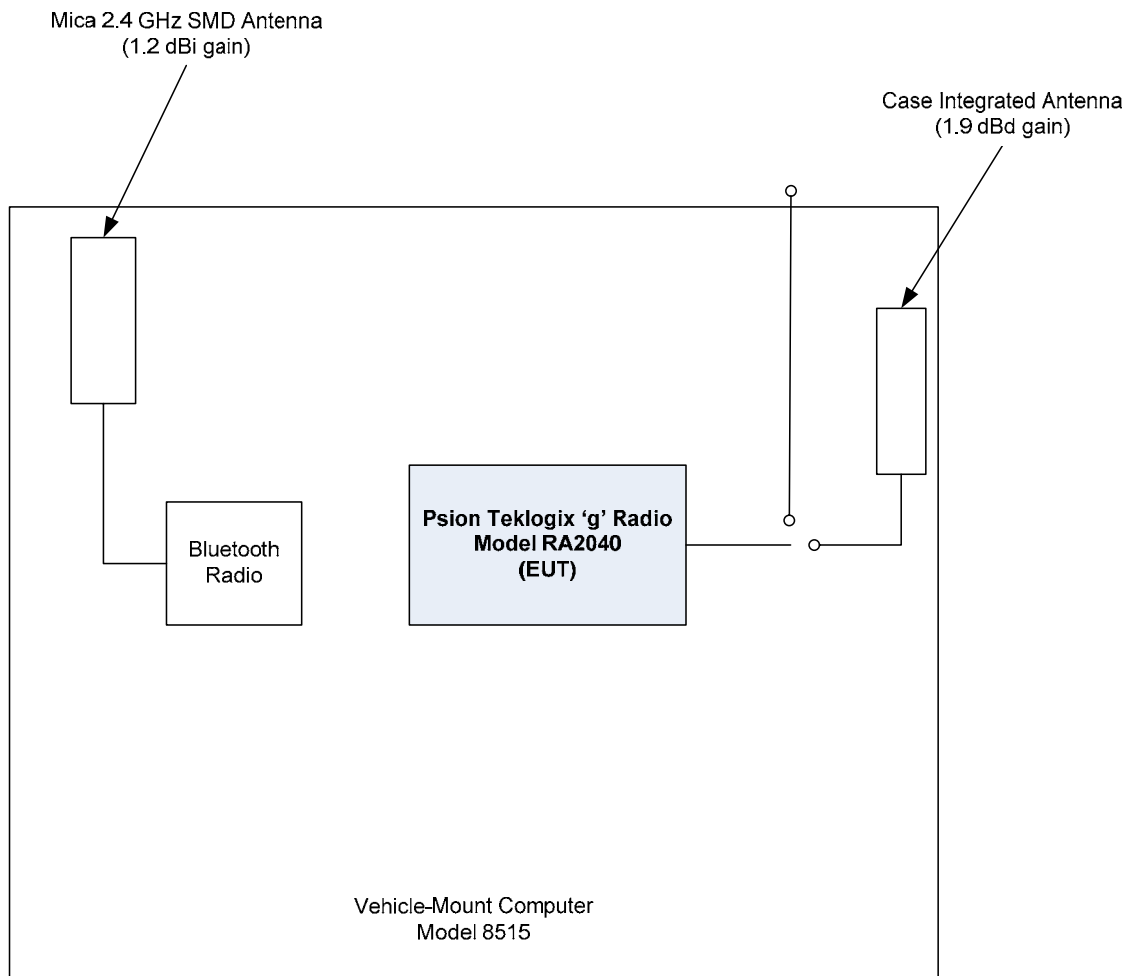 Mica 2.4 GHz SMD Antenna
(1.2 dBi gain)
Case Integrated Antenna
(1.9 dBd gain)
Bluetooth
Radio
Psion Teklogix ‘g’ Radio
Model RA2040
(EUT)
Vehicle-Mount Computer
Model 8515